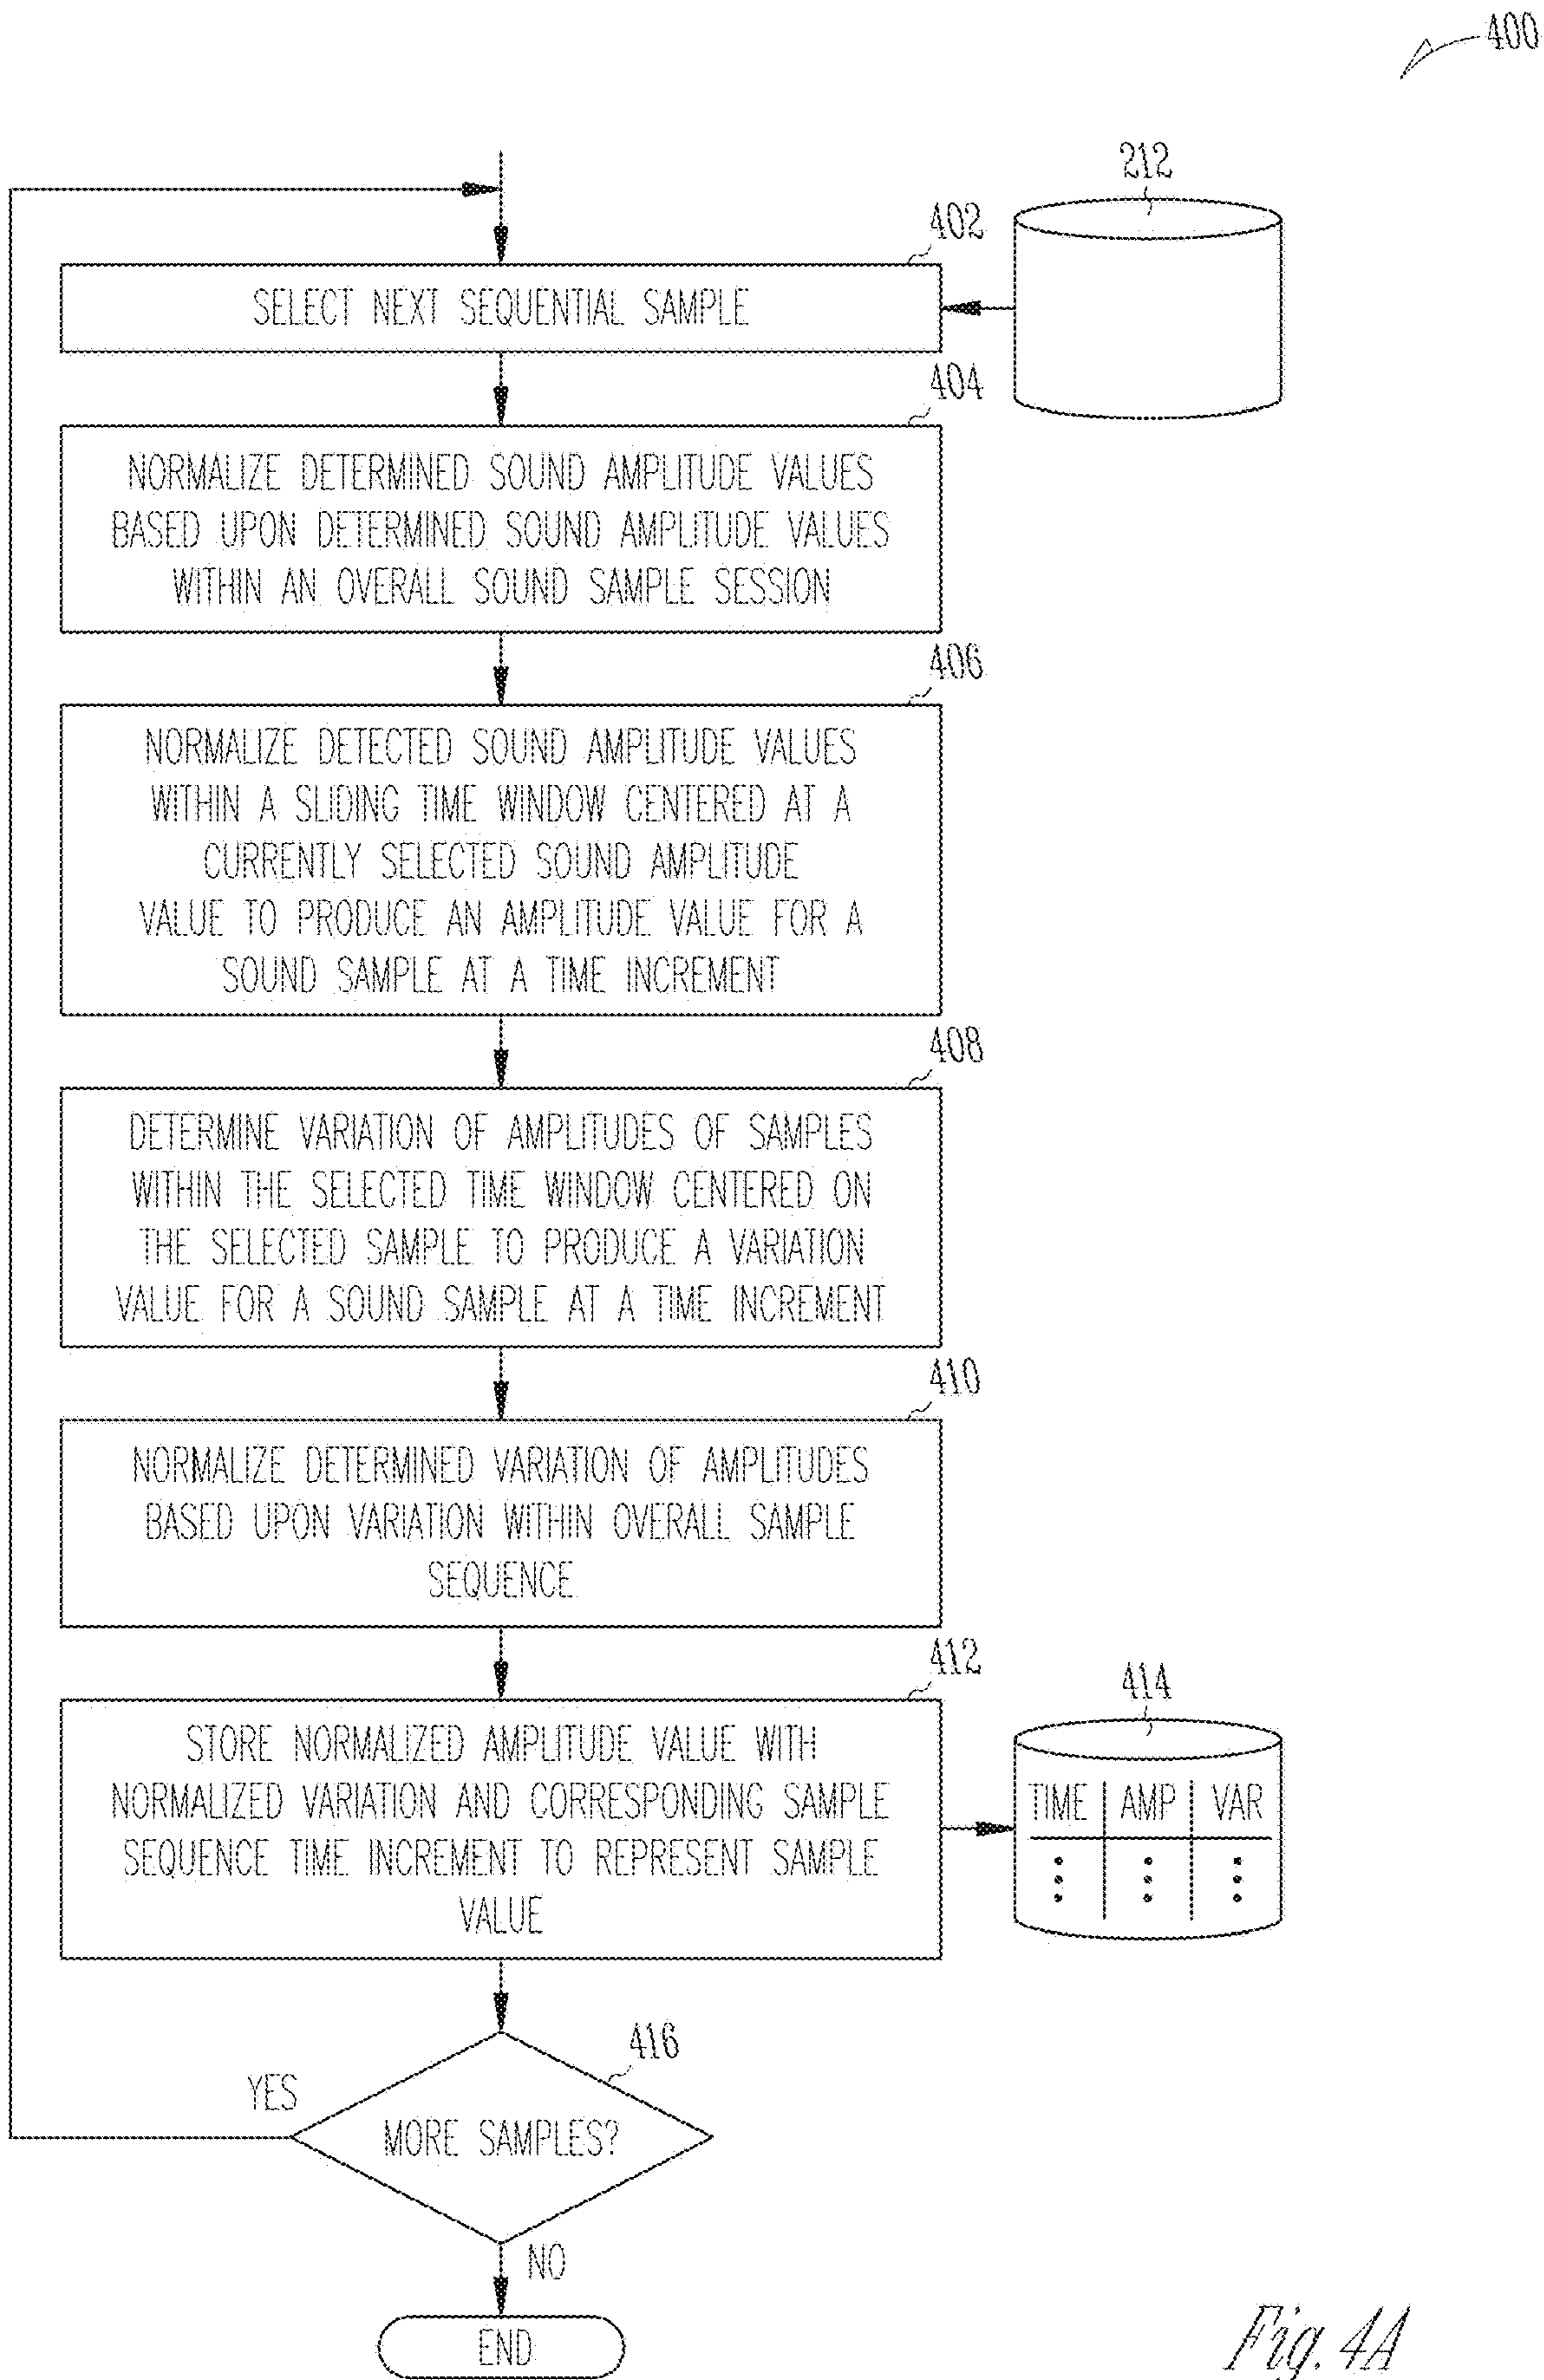 400
212
402
SELECT NEXT SEQUENTIAL SAMPLE
404
NORMALIZE DETERMINED SOUND AMPLITUDE VALUES
BASED UPON DETERMINED SOUND AMPLITUDE VALUES
WITHIN AN OVERALL SOUND SAMPLE SESSION
406
NORMALIZE DETECTED SOUND AMPLITUDE VALUES
WITHIN A SLIDING TIME WINDOW CENTERED AT A
CURRENTLY SELECTED SOUND AMPLITUDE
VALUE TO PRODUCE AN AMPLITUDE VALUE FOR A
SOUND SAMPLE AT A TIME INCREMENT
408
DETERMINE VARIATION OF AMPLITUDES OF SAMPLES
WITHIN THE SELECTED TIME WINDOW CENTERED ON
THE SELECTED SAMPLE TO PRODUCE A VARIATION
VALUE FOR A SOUND SAMPLE AT A TIME INCREMENT
410
NORMALIZE DETERMINED VARIATION OF AMPLITUDES
BASED UPON VARIATION WITHIN OVERALL SAMPLE
SEQUENCE
412
STORE NORMALIZED AMPLITUDE VALUE WITH
NORMALIZED VARIATION AND CORRESPONDING SAMPLE
SEQUENCE TIME INCREMENT TO REPRESENT SAMPLE
VALUE
414
TIME AMP VAR
416
YES
MORE SAMPLES?
NO
END
Fig. 4A